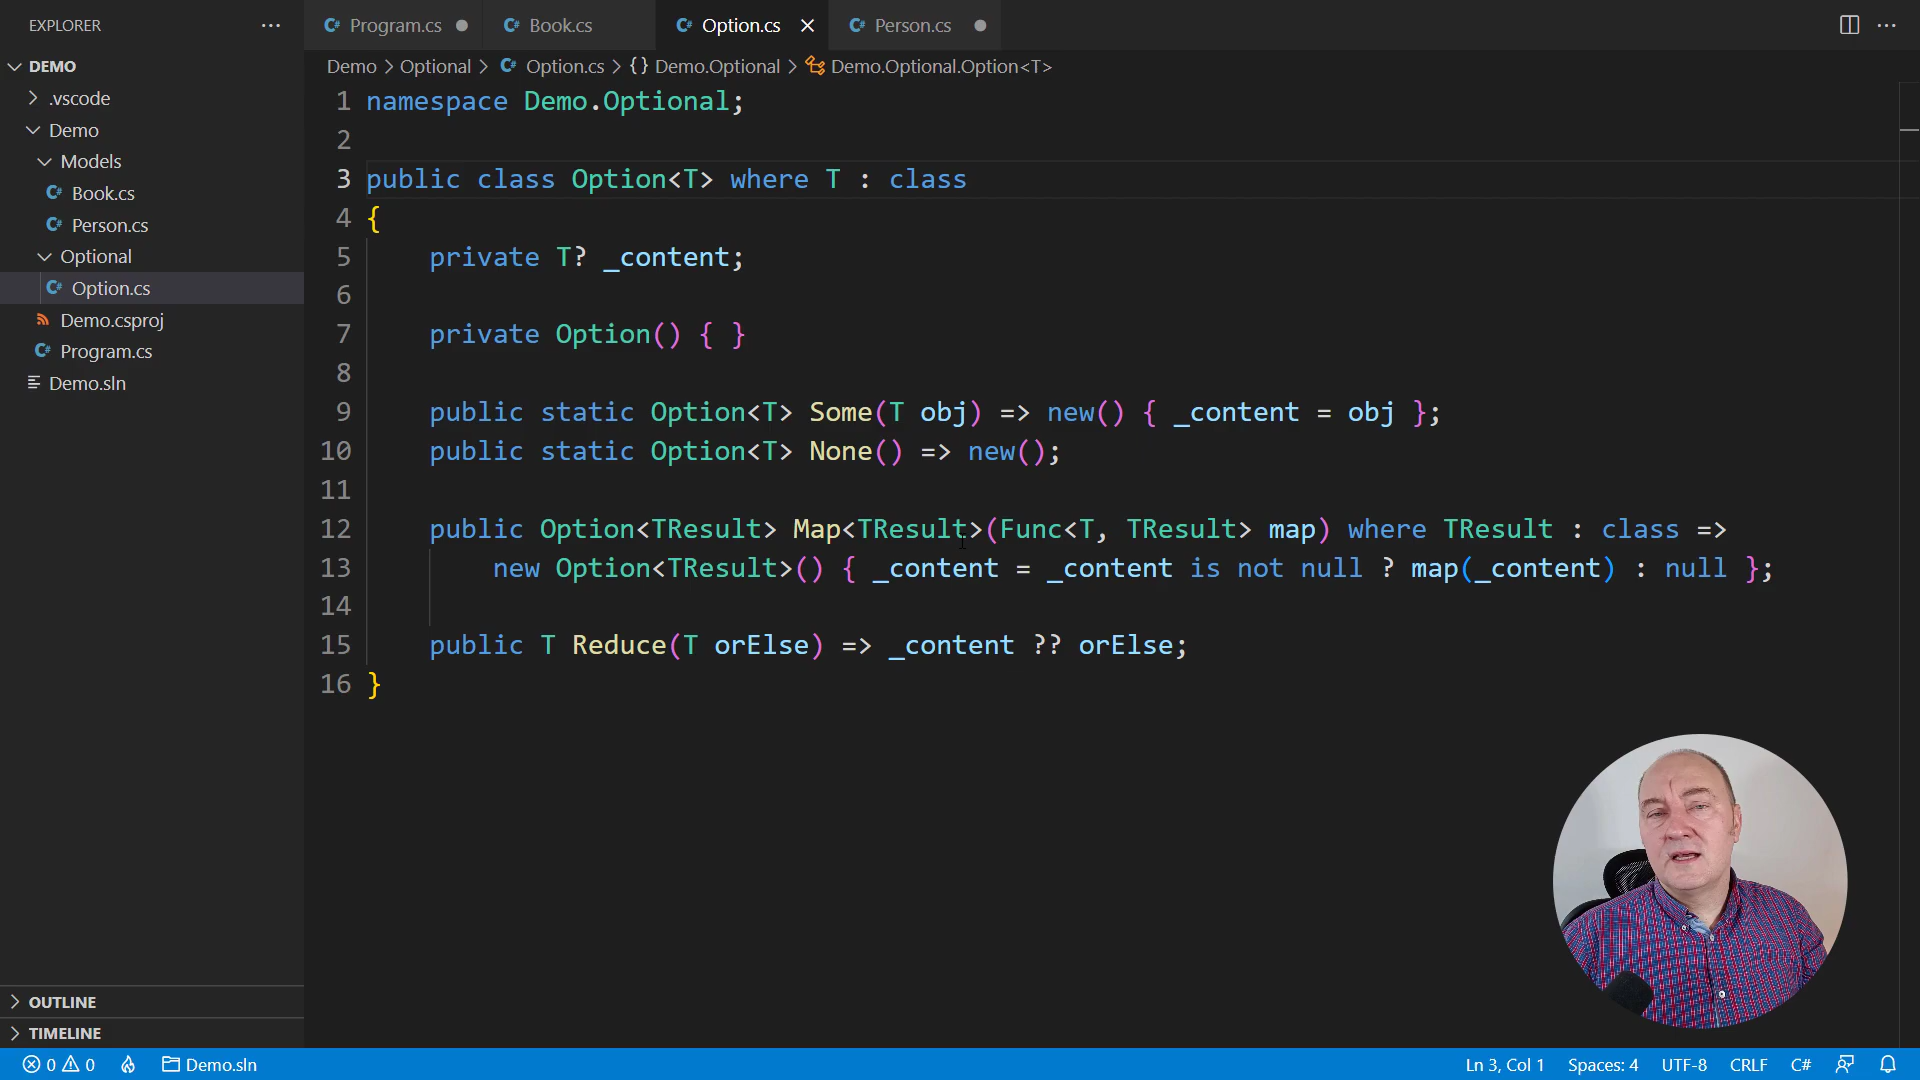 EXPLORER
DEMO
.vscode
Demo
Models
Book.cs
Person.cs
Optional
Option.cs
Demo.csproj
Program.cs
Demo.sln
OUTLINE
TIMELINE
Program.cs Book.cs Option.cs Person.cs
Demo > Optional > Option.cs > {} Demo.Optional > Demo.Optional.Option<T>
1 namespace Demo.Optional;
2
3 public class Option<T> where T : class
4 {
5 private T? _content;
6
7 private Option() { }
8
9 public static Option<T> Some(T obj) => new() { _content = obj };
10 public static Option<T> None() => new();
11
12 public Option<TResult> Map<TResult>(Func<T, TResult> map) where TResult : class =>
13 new Option<TResult>() { _content = _content is not null ? map(_content) : null };
14
15 public T Reduce(T orElse) => _content ?? orElse;
16 }
0 0 Demo.sln Ln 3, Col 1 Spaces: 4 UTF-8 CRLF C#